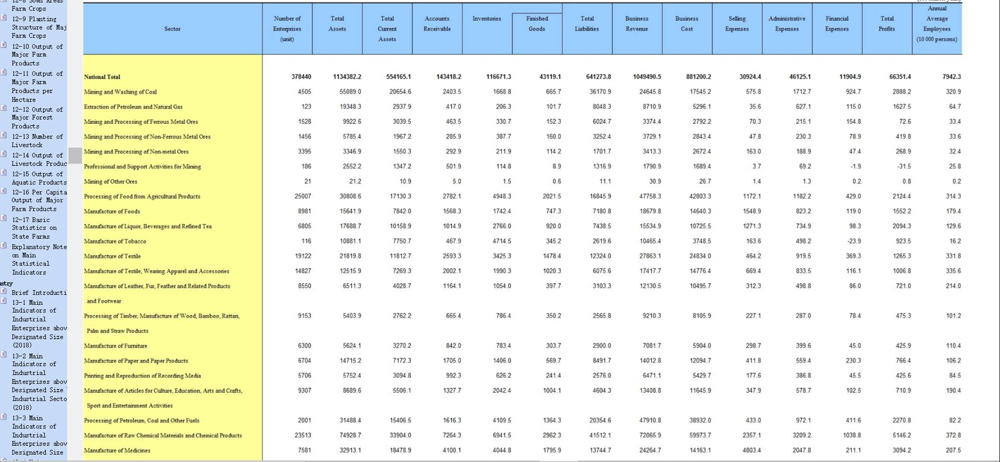 Farm Crops
12-9 Planting
Structure of Maj
Farm Crops
12-10 Output of
Major Farm
Products
12-11 Output of
Major Farm
Products per
Hectare
12-12 Output of
Major Forest
Products
12-13 Number of
Livestock
12-14 Output of
Livestock Produc
12-15 Output of
Aquatic Products
12-16 Per Capita
Output of Major
Farm Products
12-17 Basic
Statistics on
State Farms
Explanatory Note
on Main
Statistical
Indicators
stry
Brief Introducti
13-1 Main
Indicators of
Industrial
Enterprises abov
Designated Size
(2018)
13-2 Main
Indicators of
Industrial
Enterprises abov
Designated Size
Industrial Secto
(2018)
13-3 Main
Indicators of
Industrial
Enterprises abov
Designated Size
Sector
Number of
Enterprises
(unit)
Total
Assets
Total
Current
Assets
Accounts
Receivable
Inventories
Finished
Goods
Total
Liabilities
Business
Revenue
Business
Cost
Selling
Expenses
Administrative
Expenses
Financial
Expenses
Total
Profits
Annual
Average
Employees
(10 000 persons)
National Total 378440 1134382.2 554165.1 143418.2 116671.3 43119.1 641273.8 1049490.5 881200.2 30924.4 46125.1 11904.9 66351.4 7942.3
Mining and Washing of Coal 4505 55089.0 20654.6 2403.5 1668.8 665.7 36170.9 24645.8 17545.2 575.8 1712.7 924.7 2888.2 320.9
Extraction of Petroleum and Natural Gas 123 19348.3 2937.9 417.0 206.3 101.7 8048.3 8710.9 5296.1 35.6 627.1 115.0 1627.5 64.7
Mining and Processing of Ferrous Metal Ores 1528 9922.6 3039.5 463.5 330.7 152.3 6024.7 3374.4 2792.2 70.3 215.1 154.8 72.6 33.4
Mining and Processing of Non-Ferrous Metal Ores 1456 5785.4 1967.2 285.9 387.7 160.0 3252.4 3729.1 2843.4 47.8 230.3 78.9 419.8 33.6
Mining and Processing of Non-metal Ores 3395 3346.9 1550.3 292.9 211.9 114.2 1701.7 3413.3 2672.4 163.0 188.9 47.4 268.9 32.4
Professional and Support Activities for Mining 186 2552.2 1347.2 501.9 114.8 8.9 1316.9 1790.9 1689.4 3.7 69.2 -1.9 -31.5 25.8
Mining of Other Ores 21 21.2 10.9 5.0 1.5 0.6 11.1 30.9 26.7 1.4 1.3 0.2 0.8 0.2
Processing of Food from Agricultural Products 25007 30808.6 17130.3 2782.1 4948.3 2021.5 16845.9 47758.3 42803.3 1172.1 1182.2 429.0 2124.4 314.3
Manufacture of Foods 8981 15641.9 7842.0 1568.3 1742.4 747.3 7180.8 18679.8 14640.3 1548.9 823.2 119.0 1552.2 179.4
Manufacture of Liquor, Beverages and Refined Tea 6805 17688.7 10158.9 1014.9 2766.0 920.0 7438.5 15534.9 10725.5 1271.3 734.9 98.3 2094.3 129.6
Manufacture of Tobacco 116 10881.1 7750.7 467.9 4714.5 345.2 2619.6 10465.4 3748.5 163.6 498.2 -23.9 923.5 16.2
Manufacture of Textile 19122 21819.8 11812.7 2593.3 3425.3 1478.4 12324.0 27863.1 24834.0 464.2 919.5 369.3 1265.3 331.8
Manufacture of Textile, Wearing Apparel and Accessories 14827 12515.9 7269.3 2002.1 1990.3 1020.3 6075.6 17417.7 14776.4 669.4 833.5 116.1 1006.8 335.6
Manufacture of Leather, Fur, Feather and Related Products 8550 6511.3 4028.7 1164.1 1054.0 397.7 3103.3 12130.5 10495.7 312.3 498.8 86.0 721.0 214.0
and Footwear
Processing of Timber, Manufacture of Wood, Bamboo, Rattan, 9153 5403.9 2762.2 665.4 786.4 350.2 2565.8 9210.3 8105.9 227.1 287.0 78.4 475.3 101.2
Palm and Straw Products
Manufacture of Furniture 6300 5624.1 3270.2 842.0 783.4 303.7 2900.0 7081.7 5904.0 298.7 399.6 45.0 425.9 110.4
Manufacture of Paper and Paper Products 6704 14715.2 7172.3 1705.0 1406.0 569.7 8491.7 14012.8 12094.7 411.8 559.4 230.3 766.4 106.2
Printing and Reproduction of Recording Media 5706 5752.4 3094.8 992.3 626.2 241.4 2576.0 6471.1 5429.7 177.6 386.8 45.5 425.6 84.5
Manufacture of Articles for Culture, Education, Arts and Crafts, 9307 8689.6 5506.1 1327.7 2042.4 1004.1 4604.3 13408.8 11645.9 347.9 578.7 102.5 710.9 190.4
Sport and Entertainment Activities
Processing of Petroleum, Coal and Other Fuels 2001 31488.4 15406.5 1616.3 4109.5 1364.3 20354.6 47910.8 38932.0 433.0 972.1 411.6 2270.8 82.2
Manufacture of Raw Chemical Materials and Chemical Products 23513 74928.7 33904.0 7264.3 6941.5 2962.3 41512.1 72065.9 59973.7 2357.1 3209.2 1038.8 5146.2 372.8
Manufacture of Medicines 7581 32913.1 18478.9 4100.1 4044.8 1795.9 13744.7 24264.7 14163.1 4803.4 2047.8 211.1 3094.2 207.5